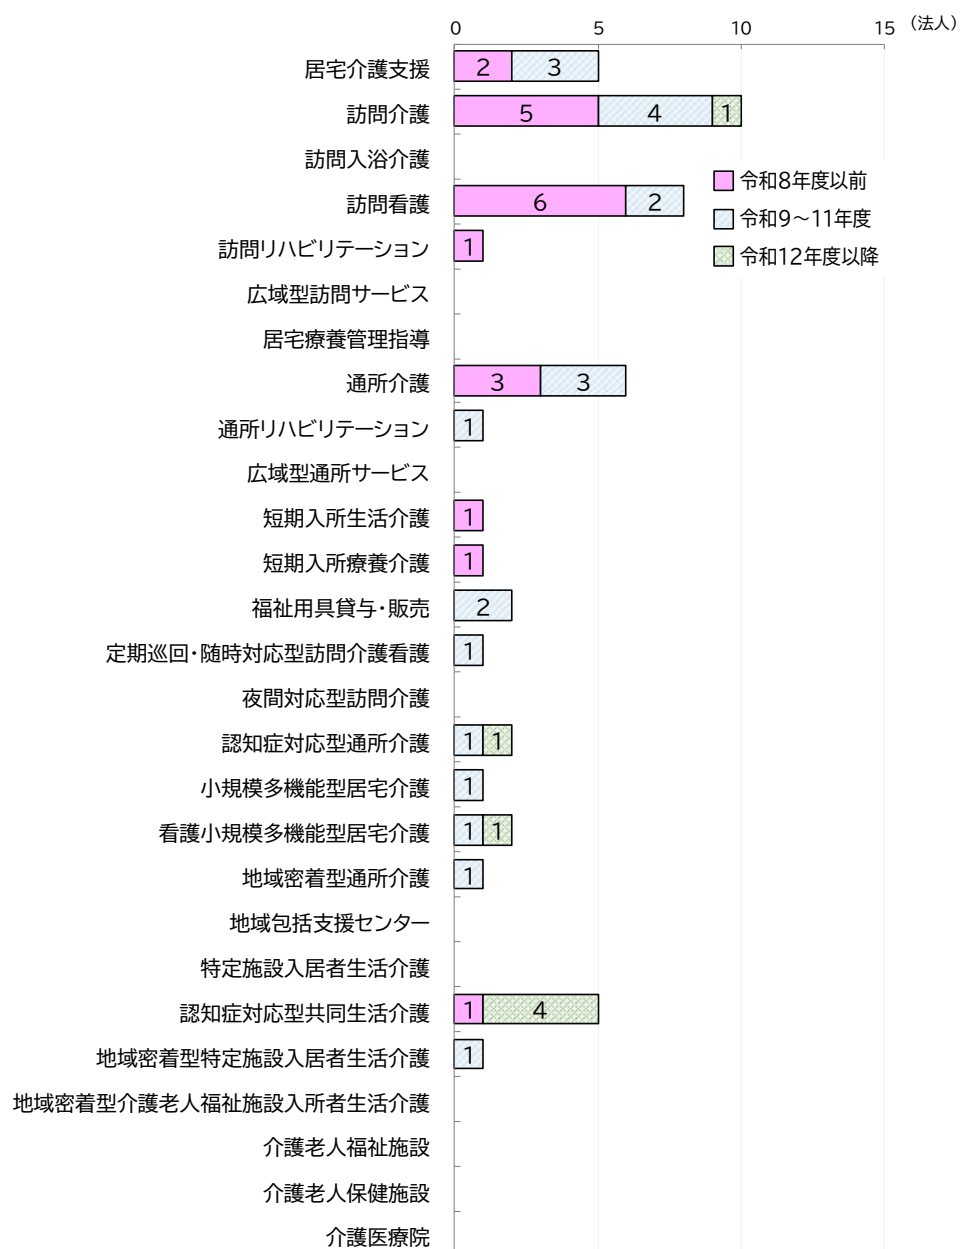 0 5 10 15 （法人）
居宅介護支援 2 3
訪問介護 5 4 1
訪問入浴介護
令和8年度以前
訪問看護 6 2
令和9～11年度
訪問リハビリテーション 1
令和12年度以降
広域型訪問サービス
居宅療養管理指導
通所介護 3 3
通所リハビリテーション 1
広域型通所サービス
短期入所生活介護 1
短期入所療養介護 1
福祉用具貸与・販売 2
定期巡回・随時対応型訪問介護看護 1
夜間対応型訪問介護
認知症対応型通所介護 1 1
小規模多機能型居宅介護 1
看護小規模多機能型居宅介護 1 1
地域密着型通所介護 1
地域包括支援センター
特定施設入居者生活介護
認知症対応型共同生活介護 1 4
地域密着型特定施設入居者生活介護 1
地域密着型介護老人福祉施設入所者生活介護
介護老人福祉施設
介護老人保健施設
介護医療院